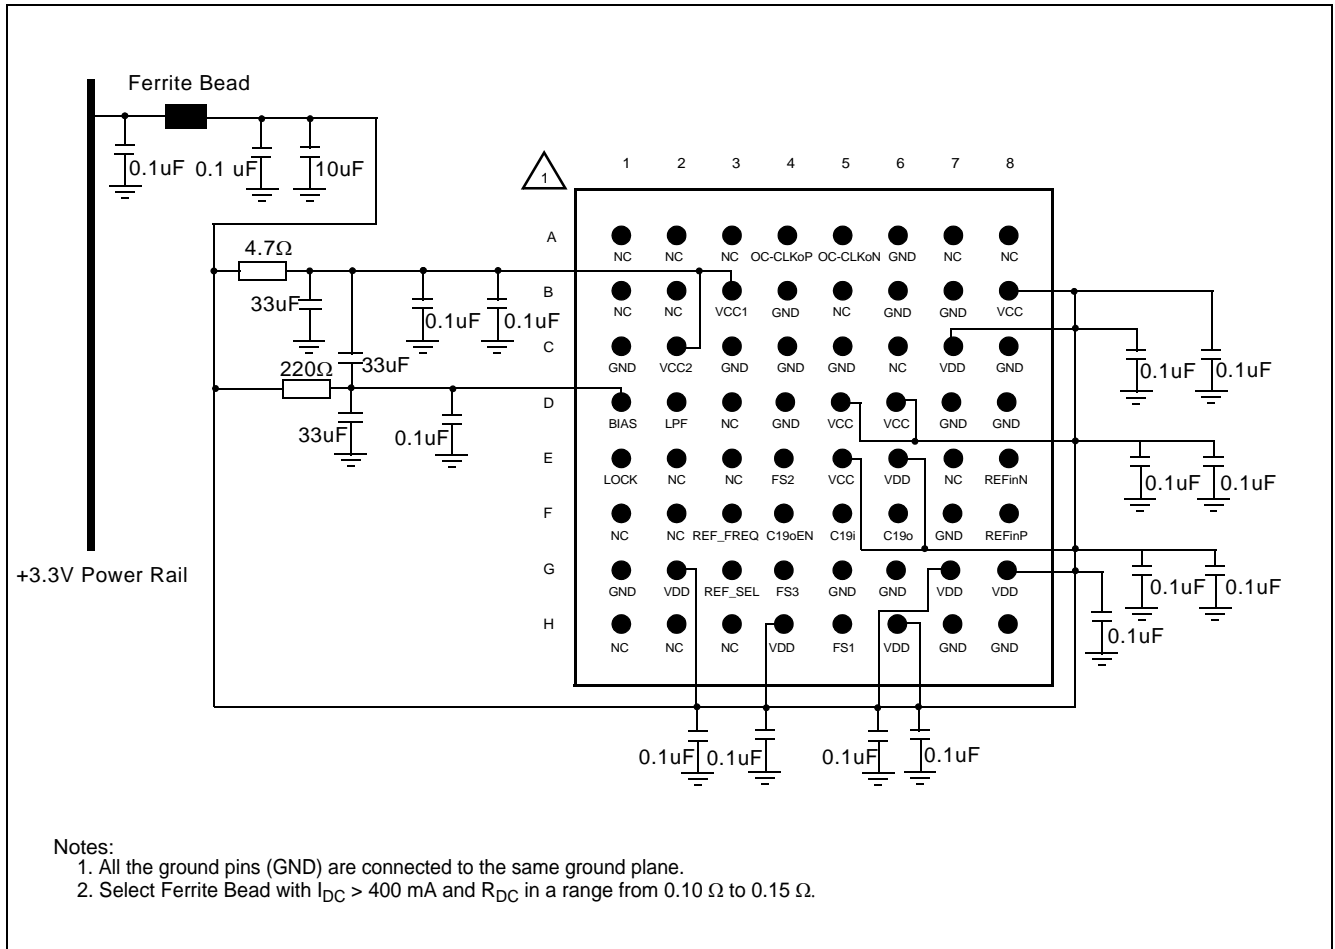 Ferrite Bead
0.1uF 0.1 uF 10uF
1
1 2 3 4 5 6 7 8
A
NC NC NC OC-CLKoP OC-CLKoN GND NC NC
4.7Ω
B
33uF 0.1uF 0.1uF
NC NC VCC1 GND NC GND GND VCC
C
33uF
GND VCC2 GND GND GND NC VDD GND
0.1uF 0.1uF
220Ω
D
33uF 0.1uF
BIAS LPF NC GND VCC VCC GND GND
E
LOCK NC NC FS2 VCC VDD NC REFinN
0.1uF 0.1uF
F
NC NC REF_FREQ C19oEN C19i C19o GND REFinP
+3.3V Power Rail
G
GND VDD REF_SEL FS3 GND GND VDD VDD
0.1uF 0.1uF
H
0.1uF
NC NC NC VDD FS1 VDD GND GND
0.1uF 0.1uF 0.1uF 0.1uF
Notes:
1. All the ground pins (GND) are connected to the same ground plane.
2. Select Ferrite Bead with IDC > 400 mA and RDC in a range from 0.10 Ω to 0.15 Ω.